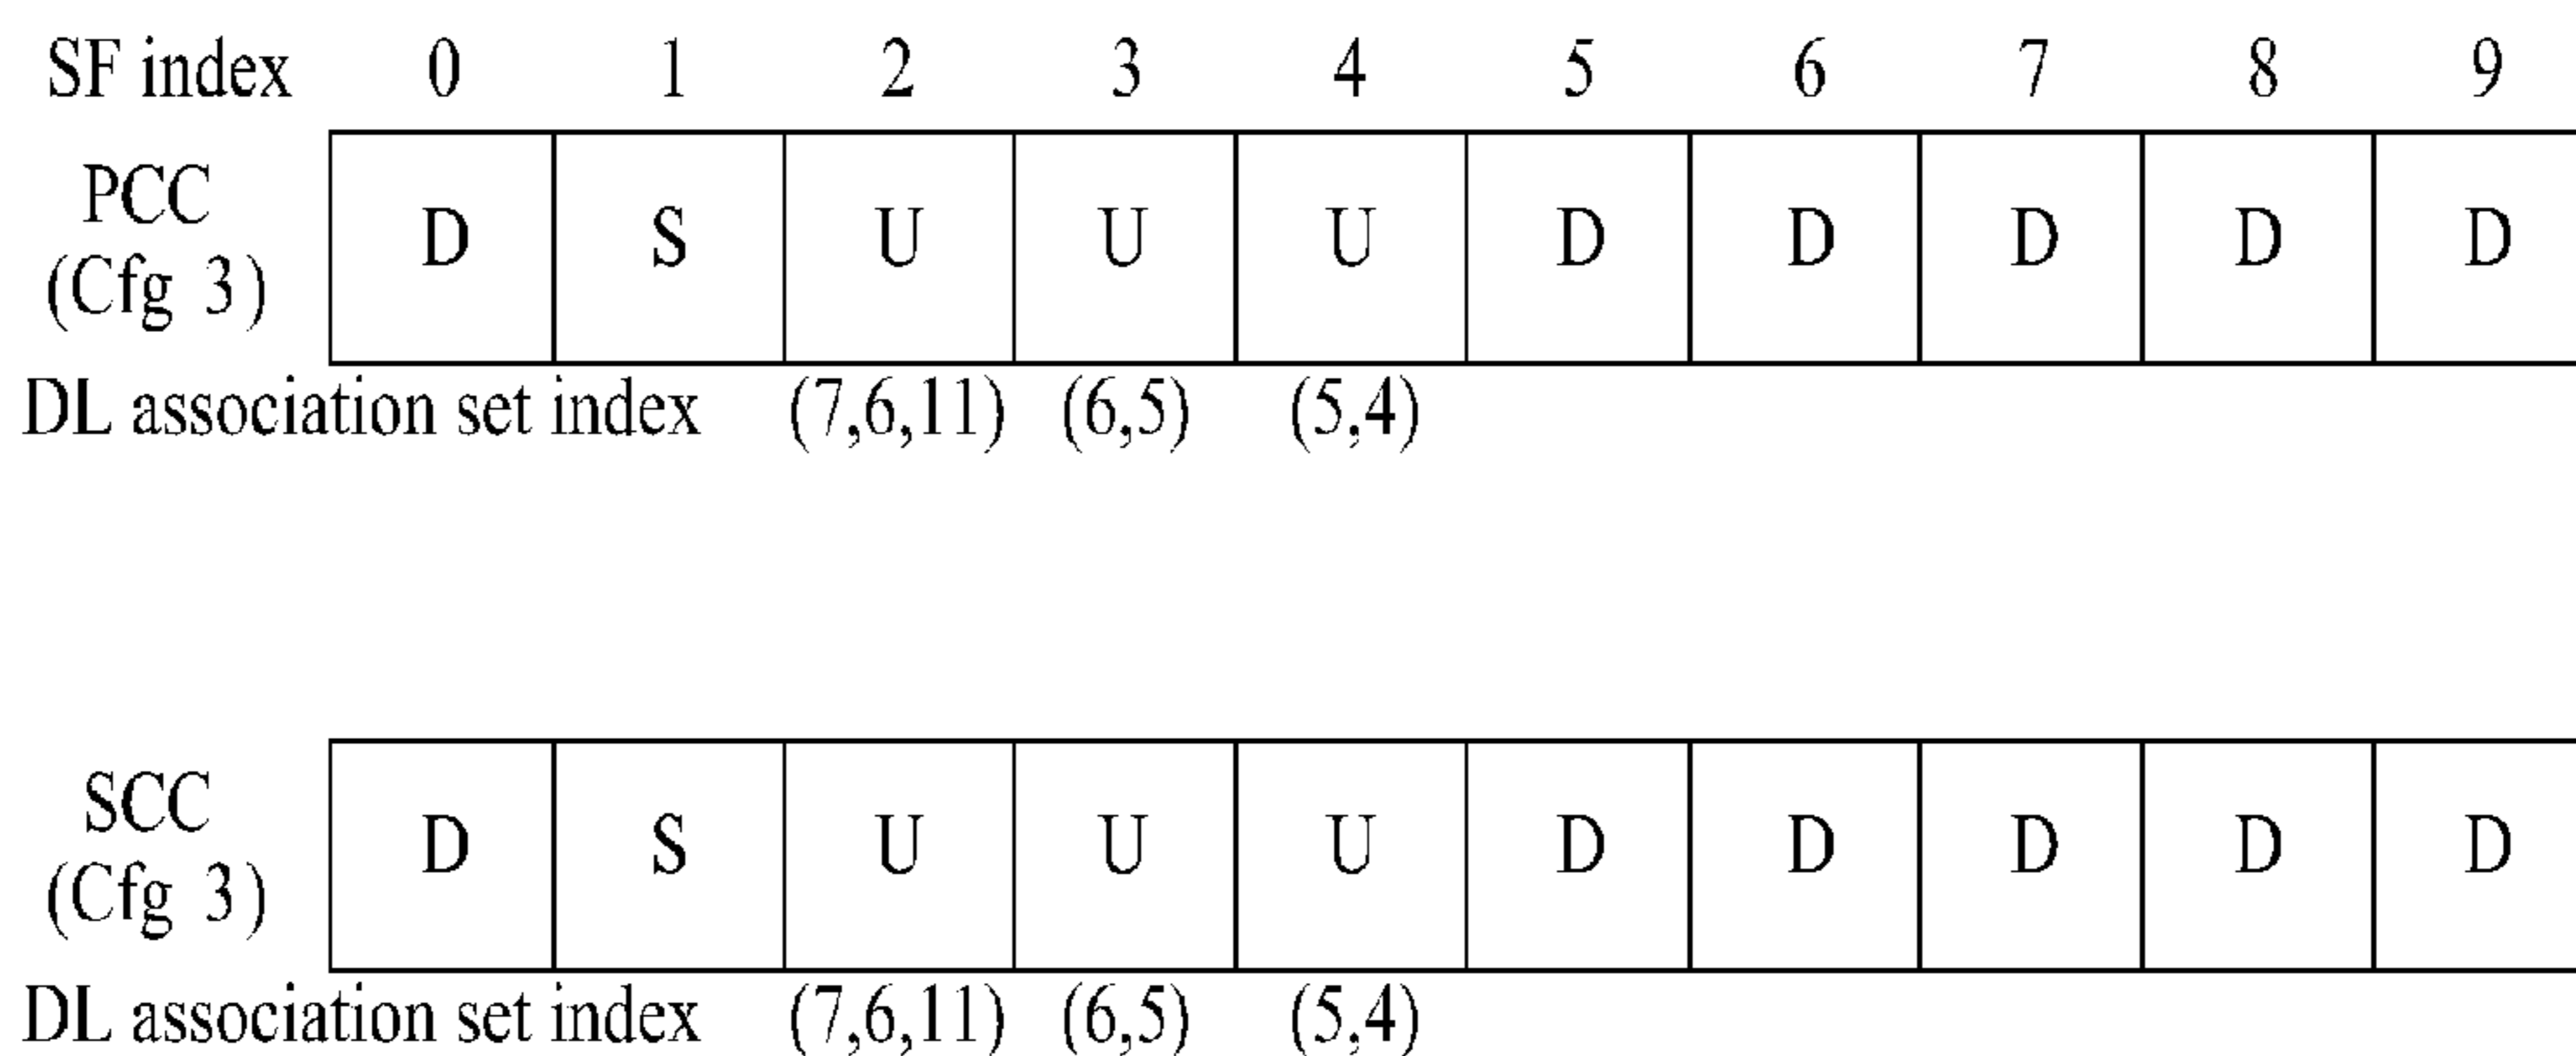 SF index 0 1 2 3 4 5 6 7 8 9
PCC
(Cfg 3)
D S U U U D D D D D
DL association set index (7,6,11) (6,5) (5,4)
SCC
(Cfg 3)
D S U U U D D D D D
DL association set index (7,6,11) (6,5) (5,4)